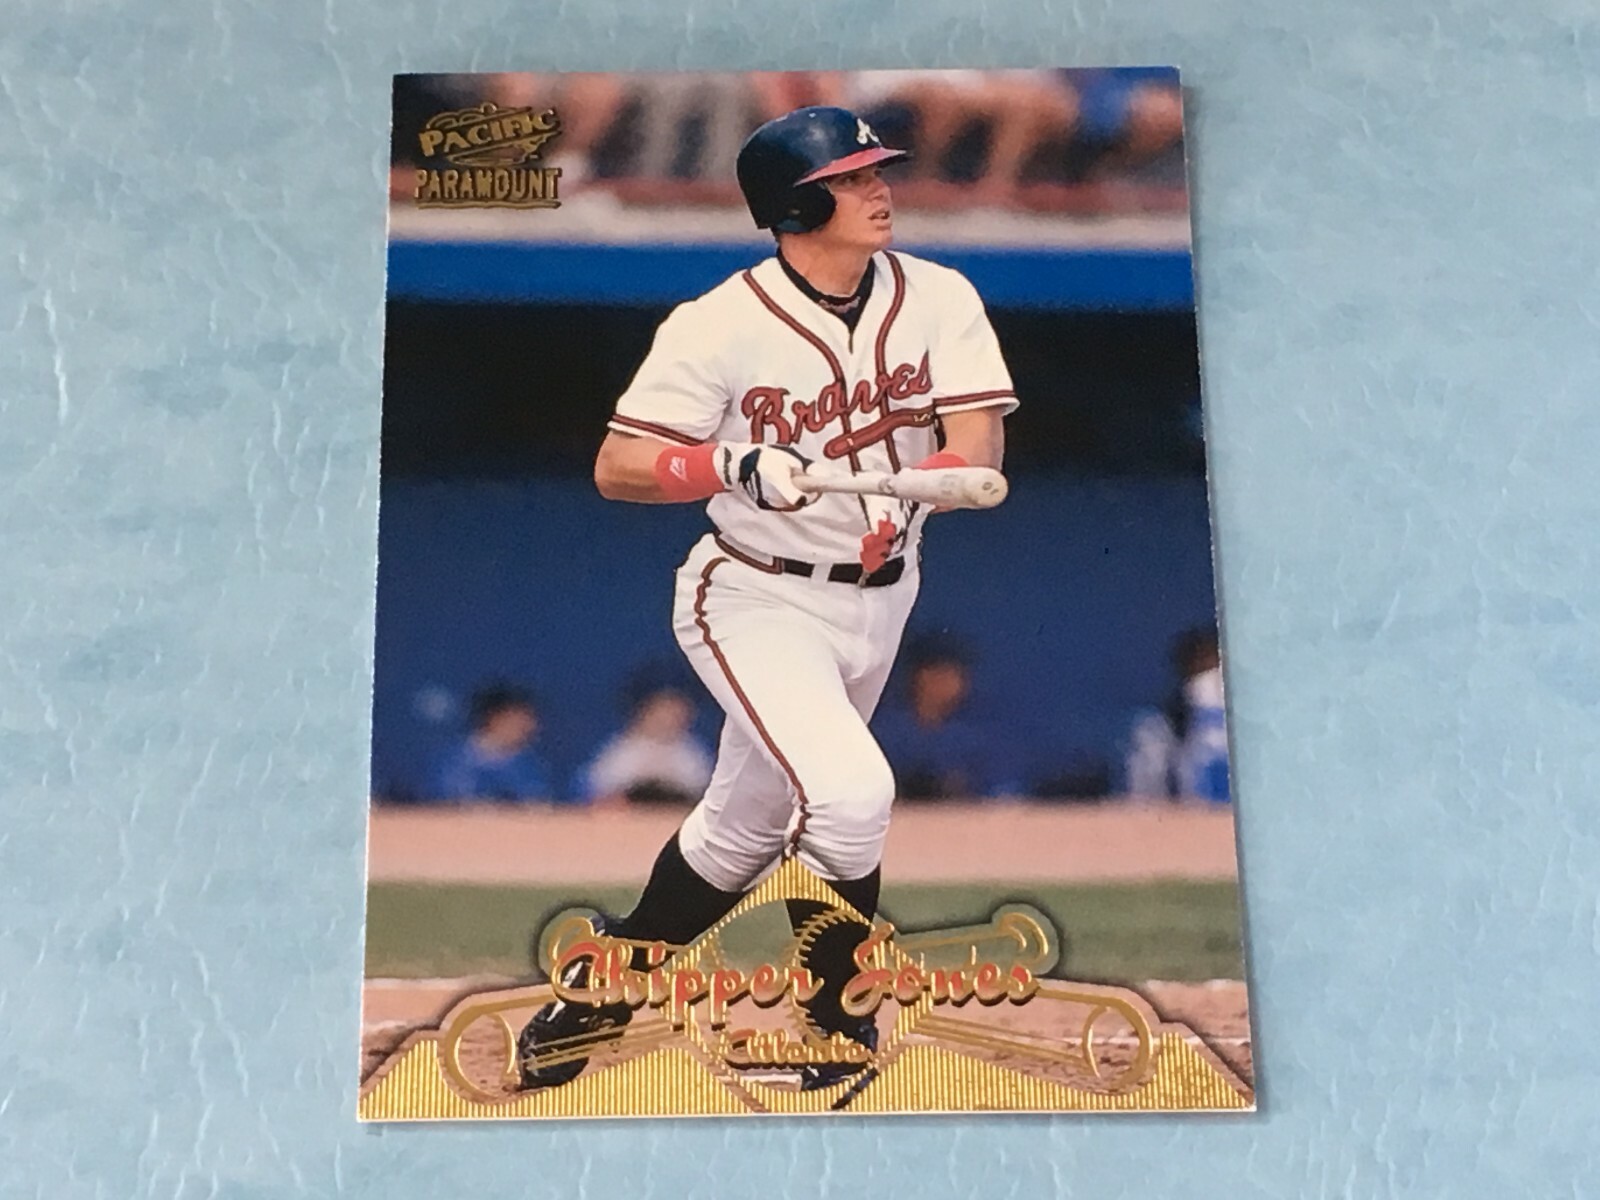 PACIFIC
PARAMOUNT
A
Braves
Chipper Jones
Atlanta